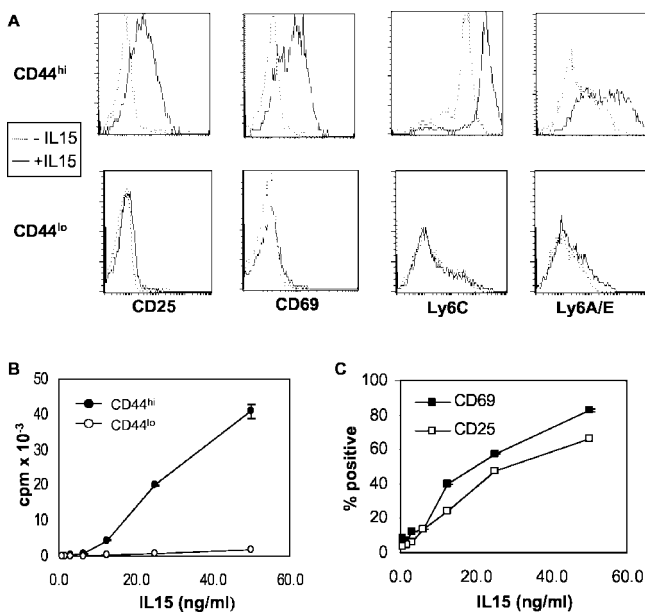 A
CD44hi
- IL15
+IL15
CD44lo
CD25
CD69
Ly6C
Ly6A/E
B
50
40
30
20
10
0
cpm x 10-3
CD44hi
CD44lo
0.0
20.0
40.0
60.0
IL15 (ng/ml)
C
100
80
60
40
20
0
% positive
CD69
CD25
0.0
20.0
40.0
60.0
IL15 (ng/ml)